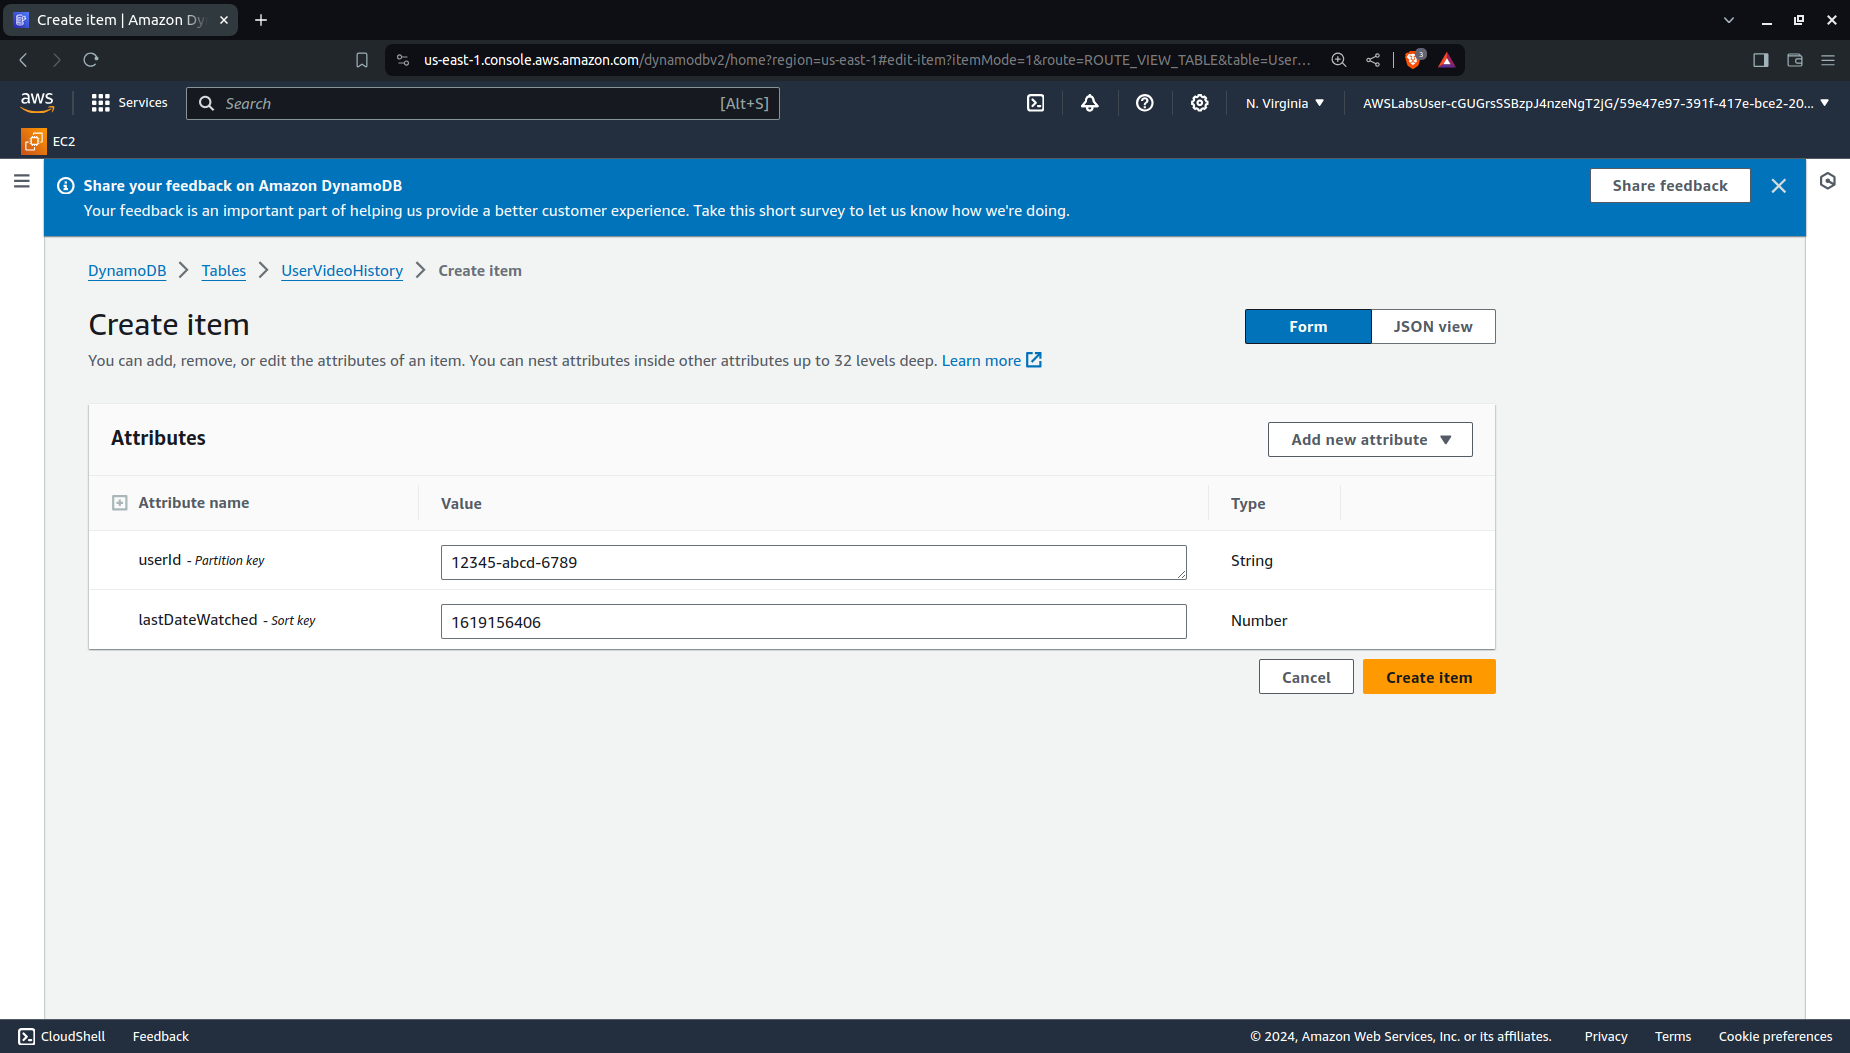 Create item | Amazon Dy
us-east-1.console.aws.amazon.com/dynamodbv2/home?region=us-east-1#edit-item?itemMode=1&route=ROUTE_VIEW_TABLE&table=User...
3
aws
Services
Search
[Alt+S]
N. Virginia
AWSLabsUser-cGUGrsSSBzpJ4nzeNgT2jG/59e47e97-391f-417e-bce2-20...
EC2
Share your feedback on Amazon DynamoDB
Your feedback is an important part of helping us provide a better customer experience. Take this short survey to let us know how we're doing.
Share feedback
DynamoDB > Tables > UserVideoHistory > Create item
Create item
You can add, remove, or edit the attributes of an item. You can nest attributes inside other attributes up to 32 levels deep. Learn more
Form
JSON view
Attributes
Add new attribute
Attribute name
Value
Type
userId - Partition key
12345-abcd-6789
String
lastDateWatched - Sort key
1619156406
Number
Cancel
Create item
CloudShell
Feedback
© 2024, Amazon Web Services, Inc. or its affiliates.
Privacy
Terms
Cookie preferences